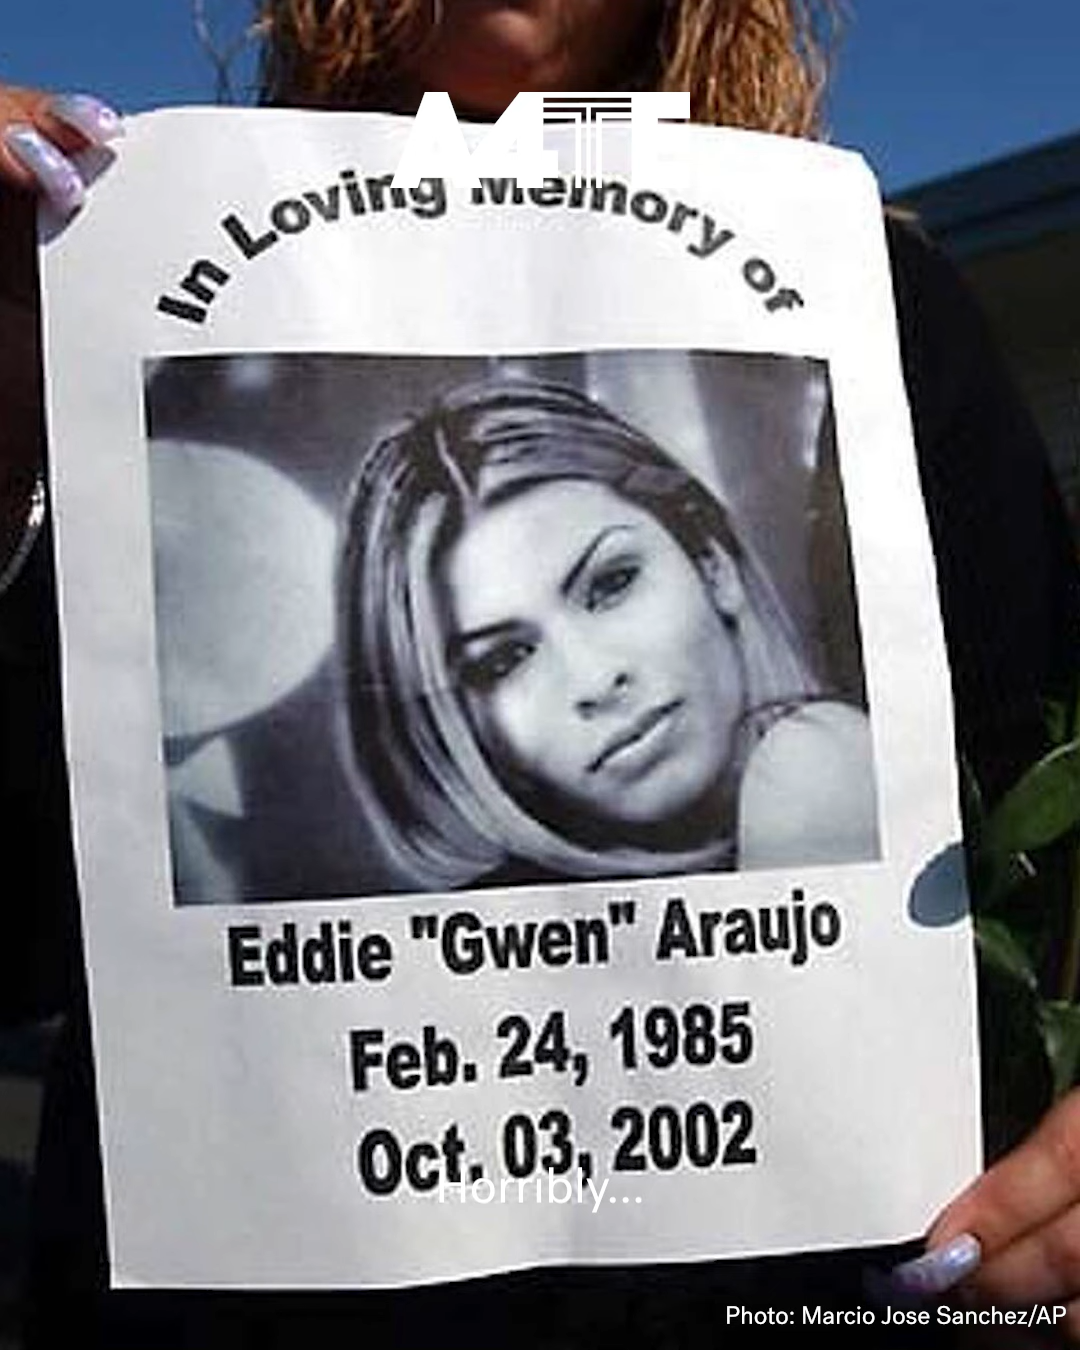 A4TE
In Loving Memory of
Eddie "Gwen" Araujo
Feb. 24, 1985
Oct. 03, 2002
Horribly...
Photo: Marcio Jose Sanchez/AP